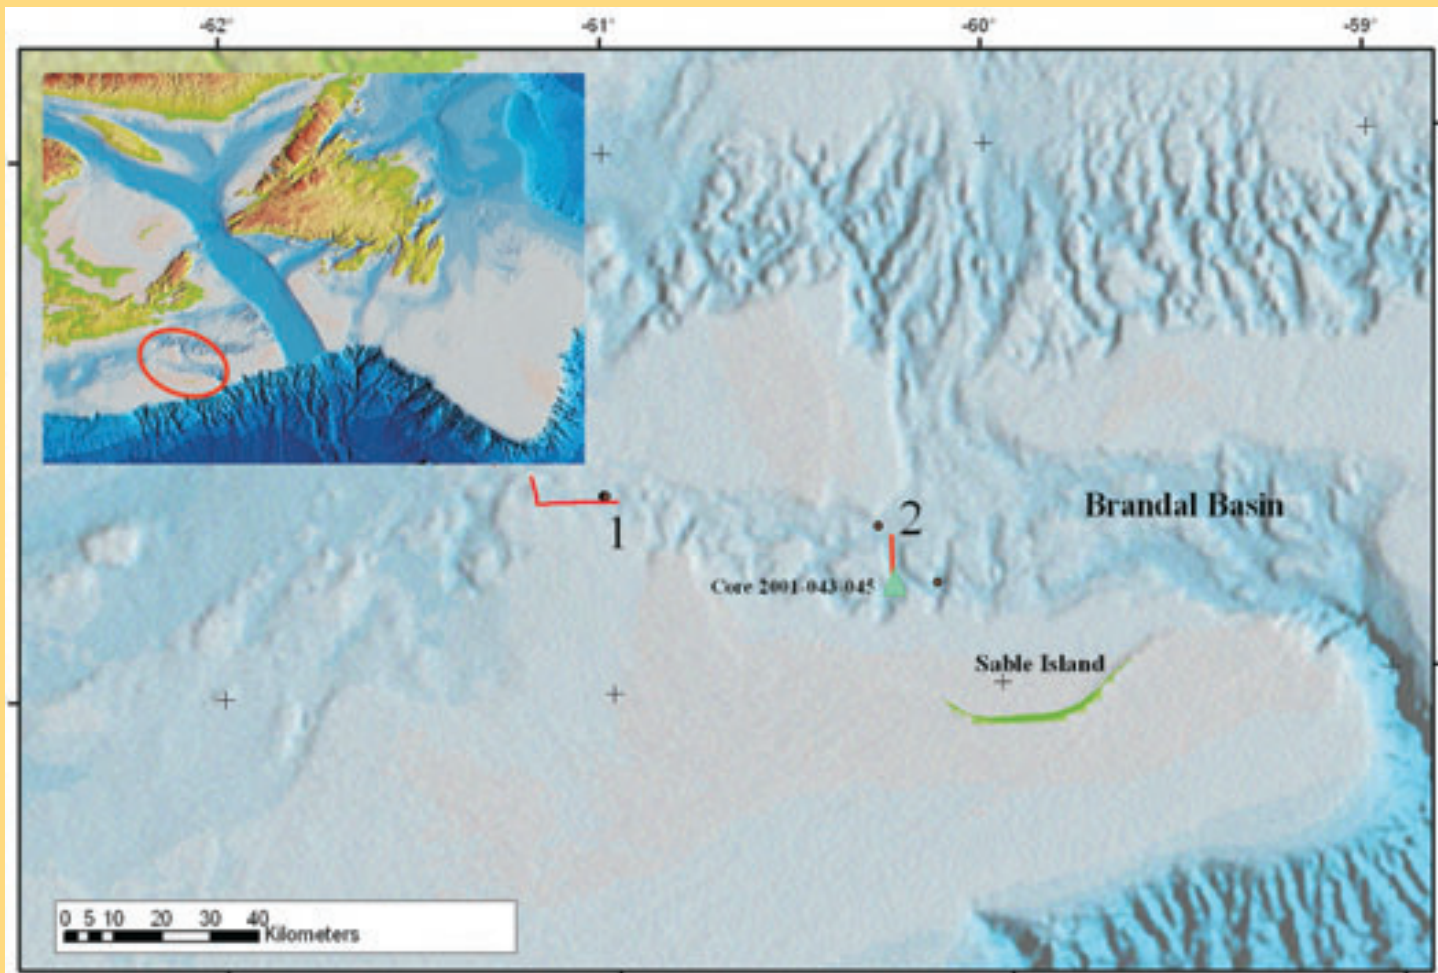 -62° -61° -60° -59°
Brandal Basin
1
2
Core 2001-043-045
Sable Island
0 5 10 20 30 40
Kilometers